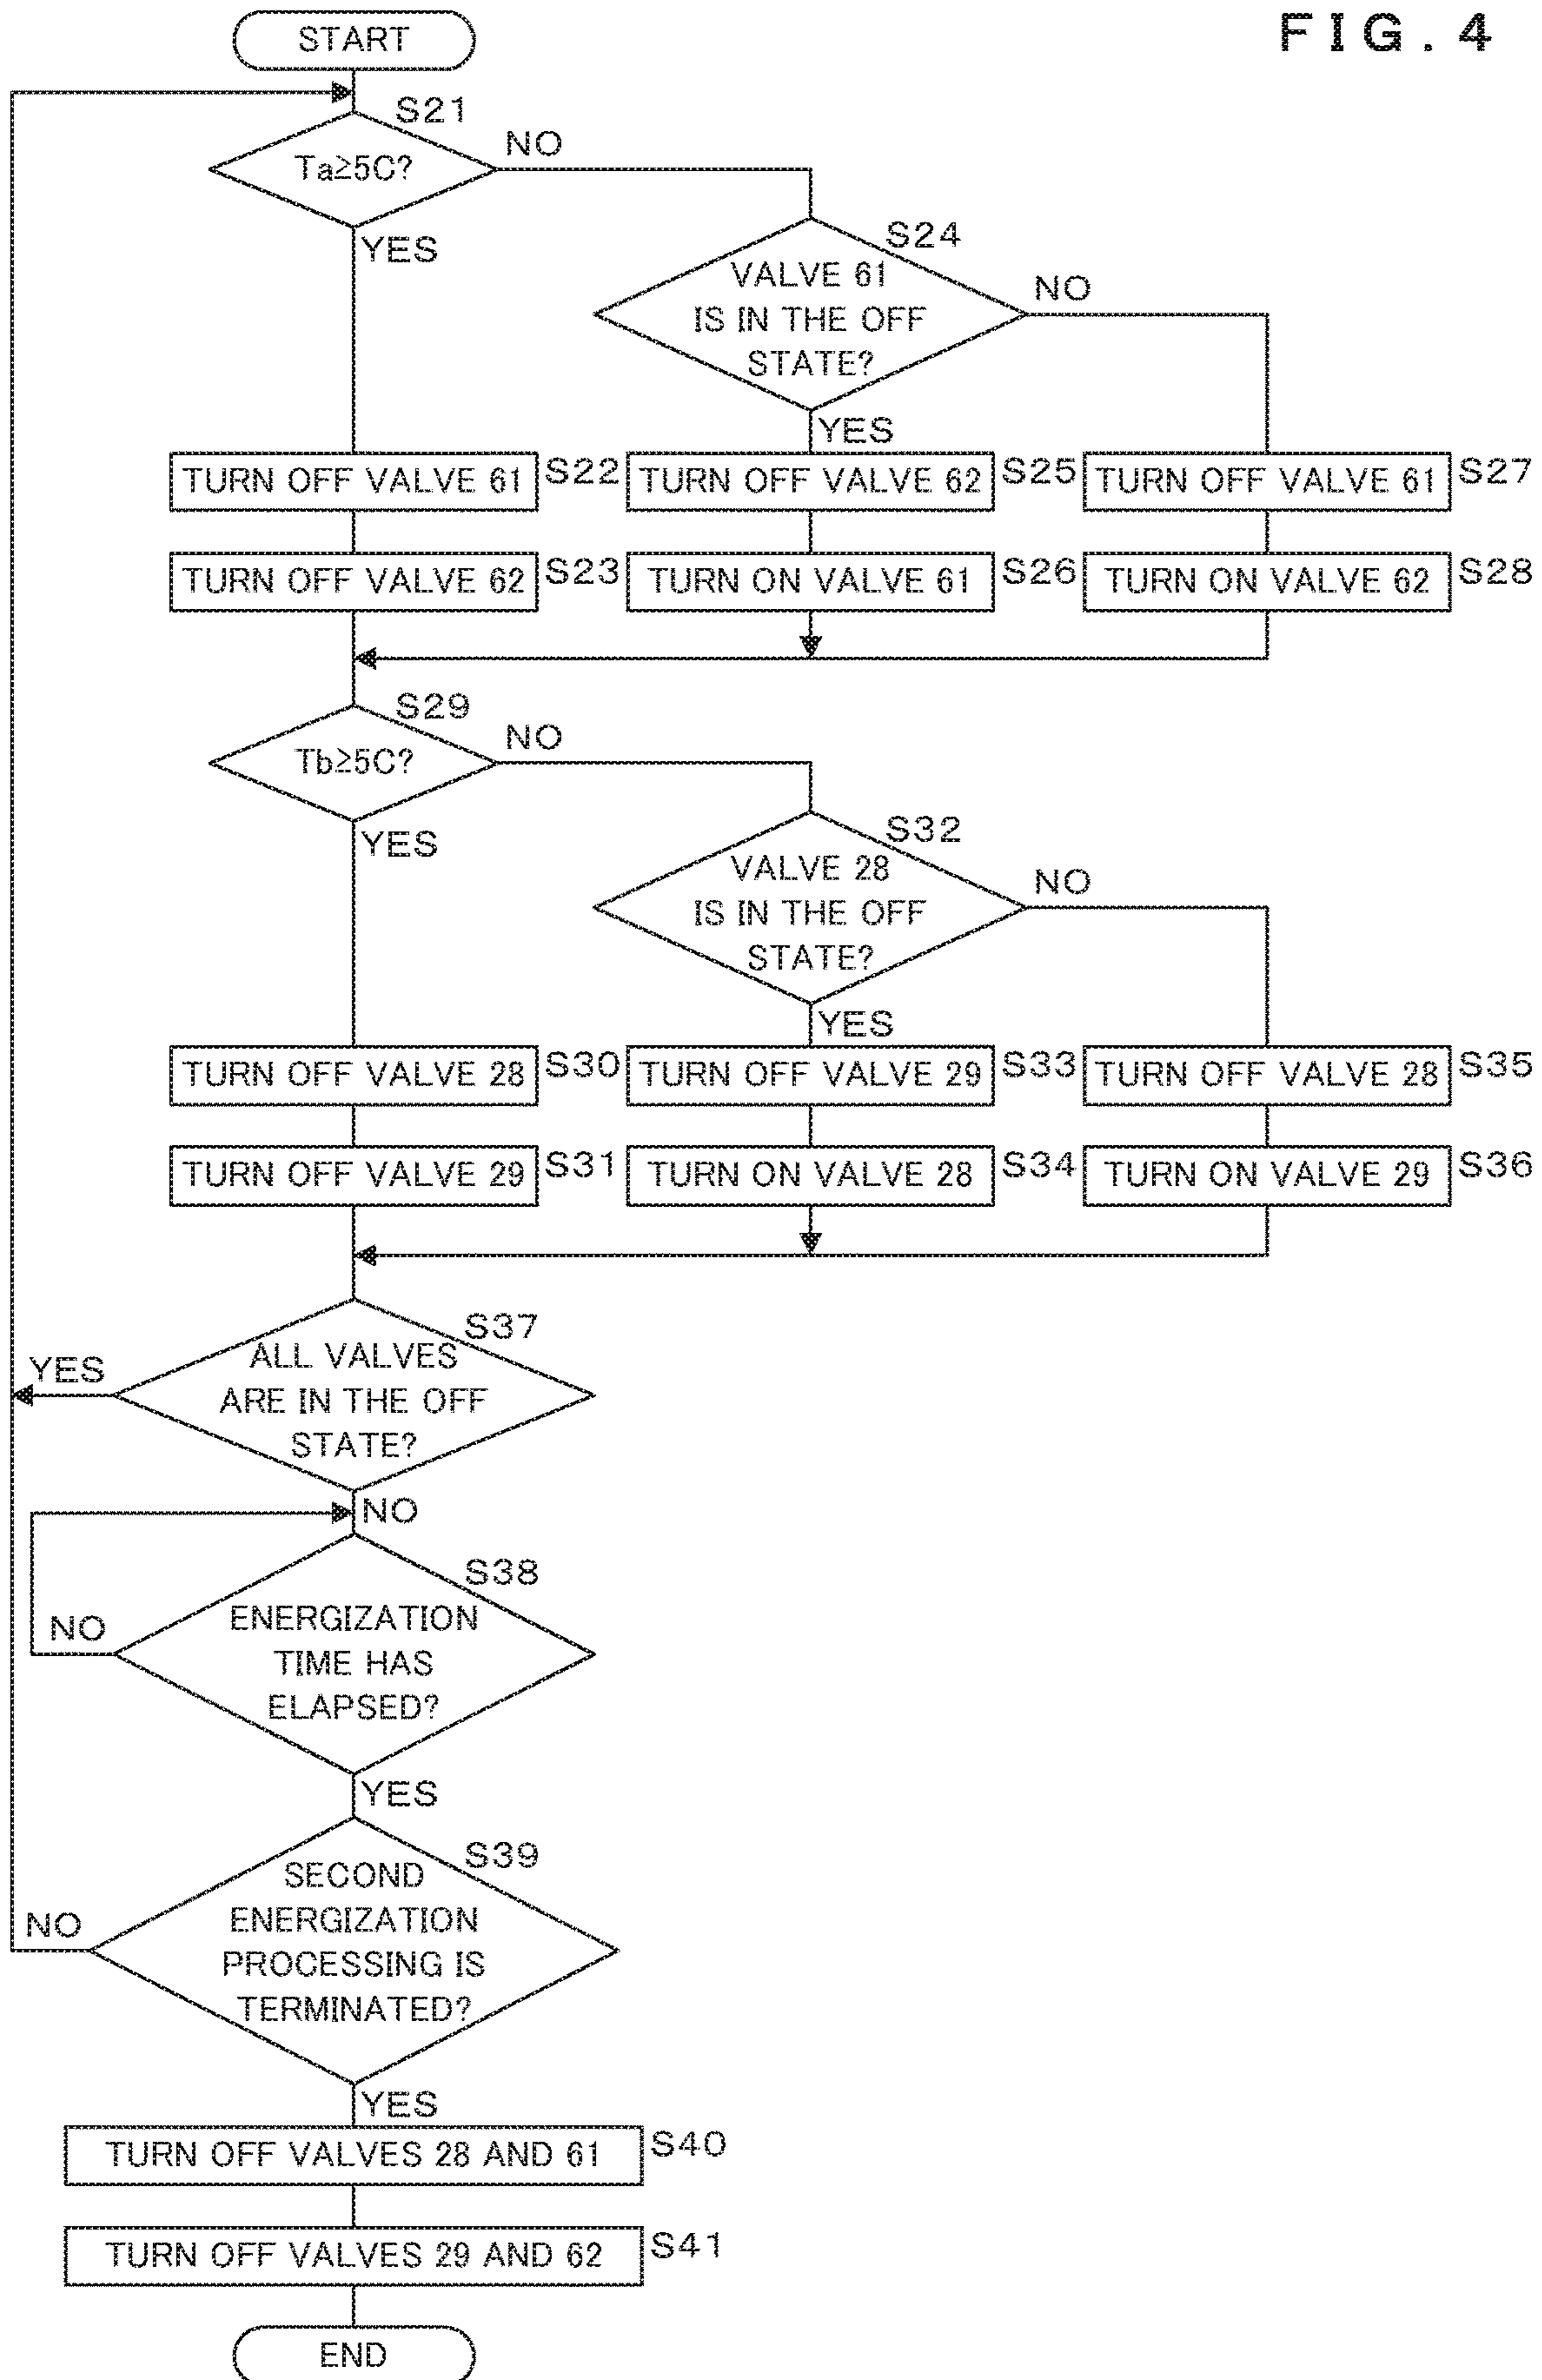 FIG. 4
START
S21
Ta≥5C?
NO
YES
S24
VALVE 61
IS IN THE OFF
STATE?
NO
YES
TURN OFF VALVE 61
S22
TURN OFF VALVE 62
S25
TURN OFF VALVE 61
S27
TURN OFF VALVE 62
S23
TURN ON VALVE 61
S26
TURN ON VALVE 62
S28
S29
Tb≥5C?
NO
YES
S32
VALVE 28
IS IN THE OFF
STATE?
NO
YES
TURN OFF VALVE 28
S30
TURN OFF VALVE 29
S33
TURN OFF VALVE 28
S35
TURN OFF VALVE 29
S31
TURN ON VALVE 28
S34
TURN ON VALVE 29
S36
S37
ALL VALVES
ARE IN THE OFF
STATE?
YES
NO
S38
ENERGIZATION
TIME HAS
ELAPSED?
NO
YES
S39
SECOND
ENERGIZATION
PROCESSING IS
TERMINATED?
NO
YES
TURN OFF VALVES 28 AND 61
S40
TURN OFF VALVES 29 AND 62
S41
END